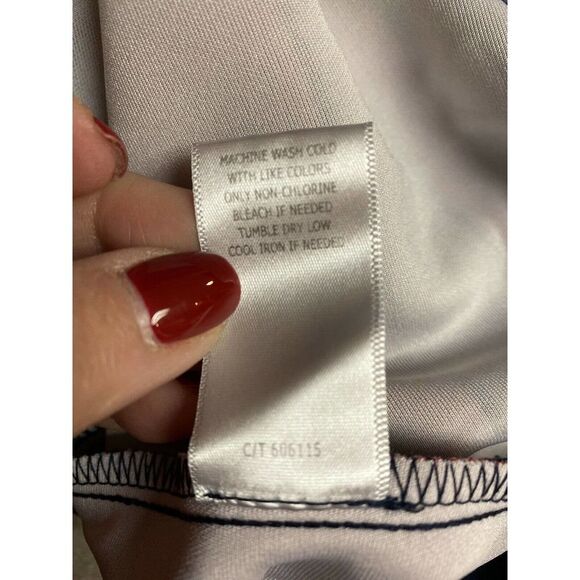 MACHINE WASH COLD
WITH LIKE COLORS
ONLY NON-CHLORINE
BLEACH IF NEEDED
TUMBLE DRY LOW
COOL IRON IF NEEDED
C/T 606115